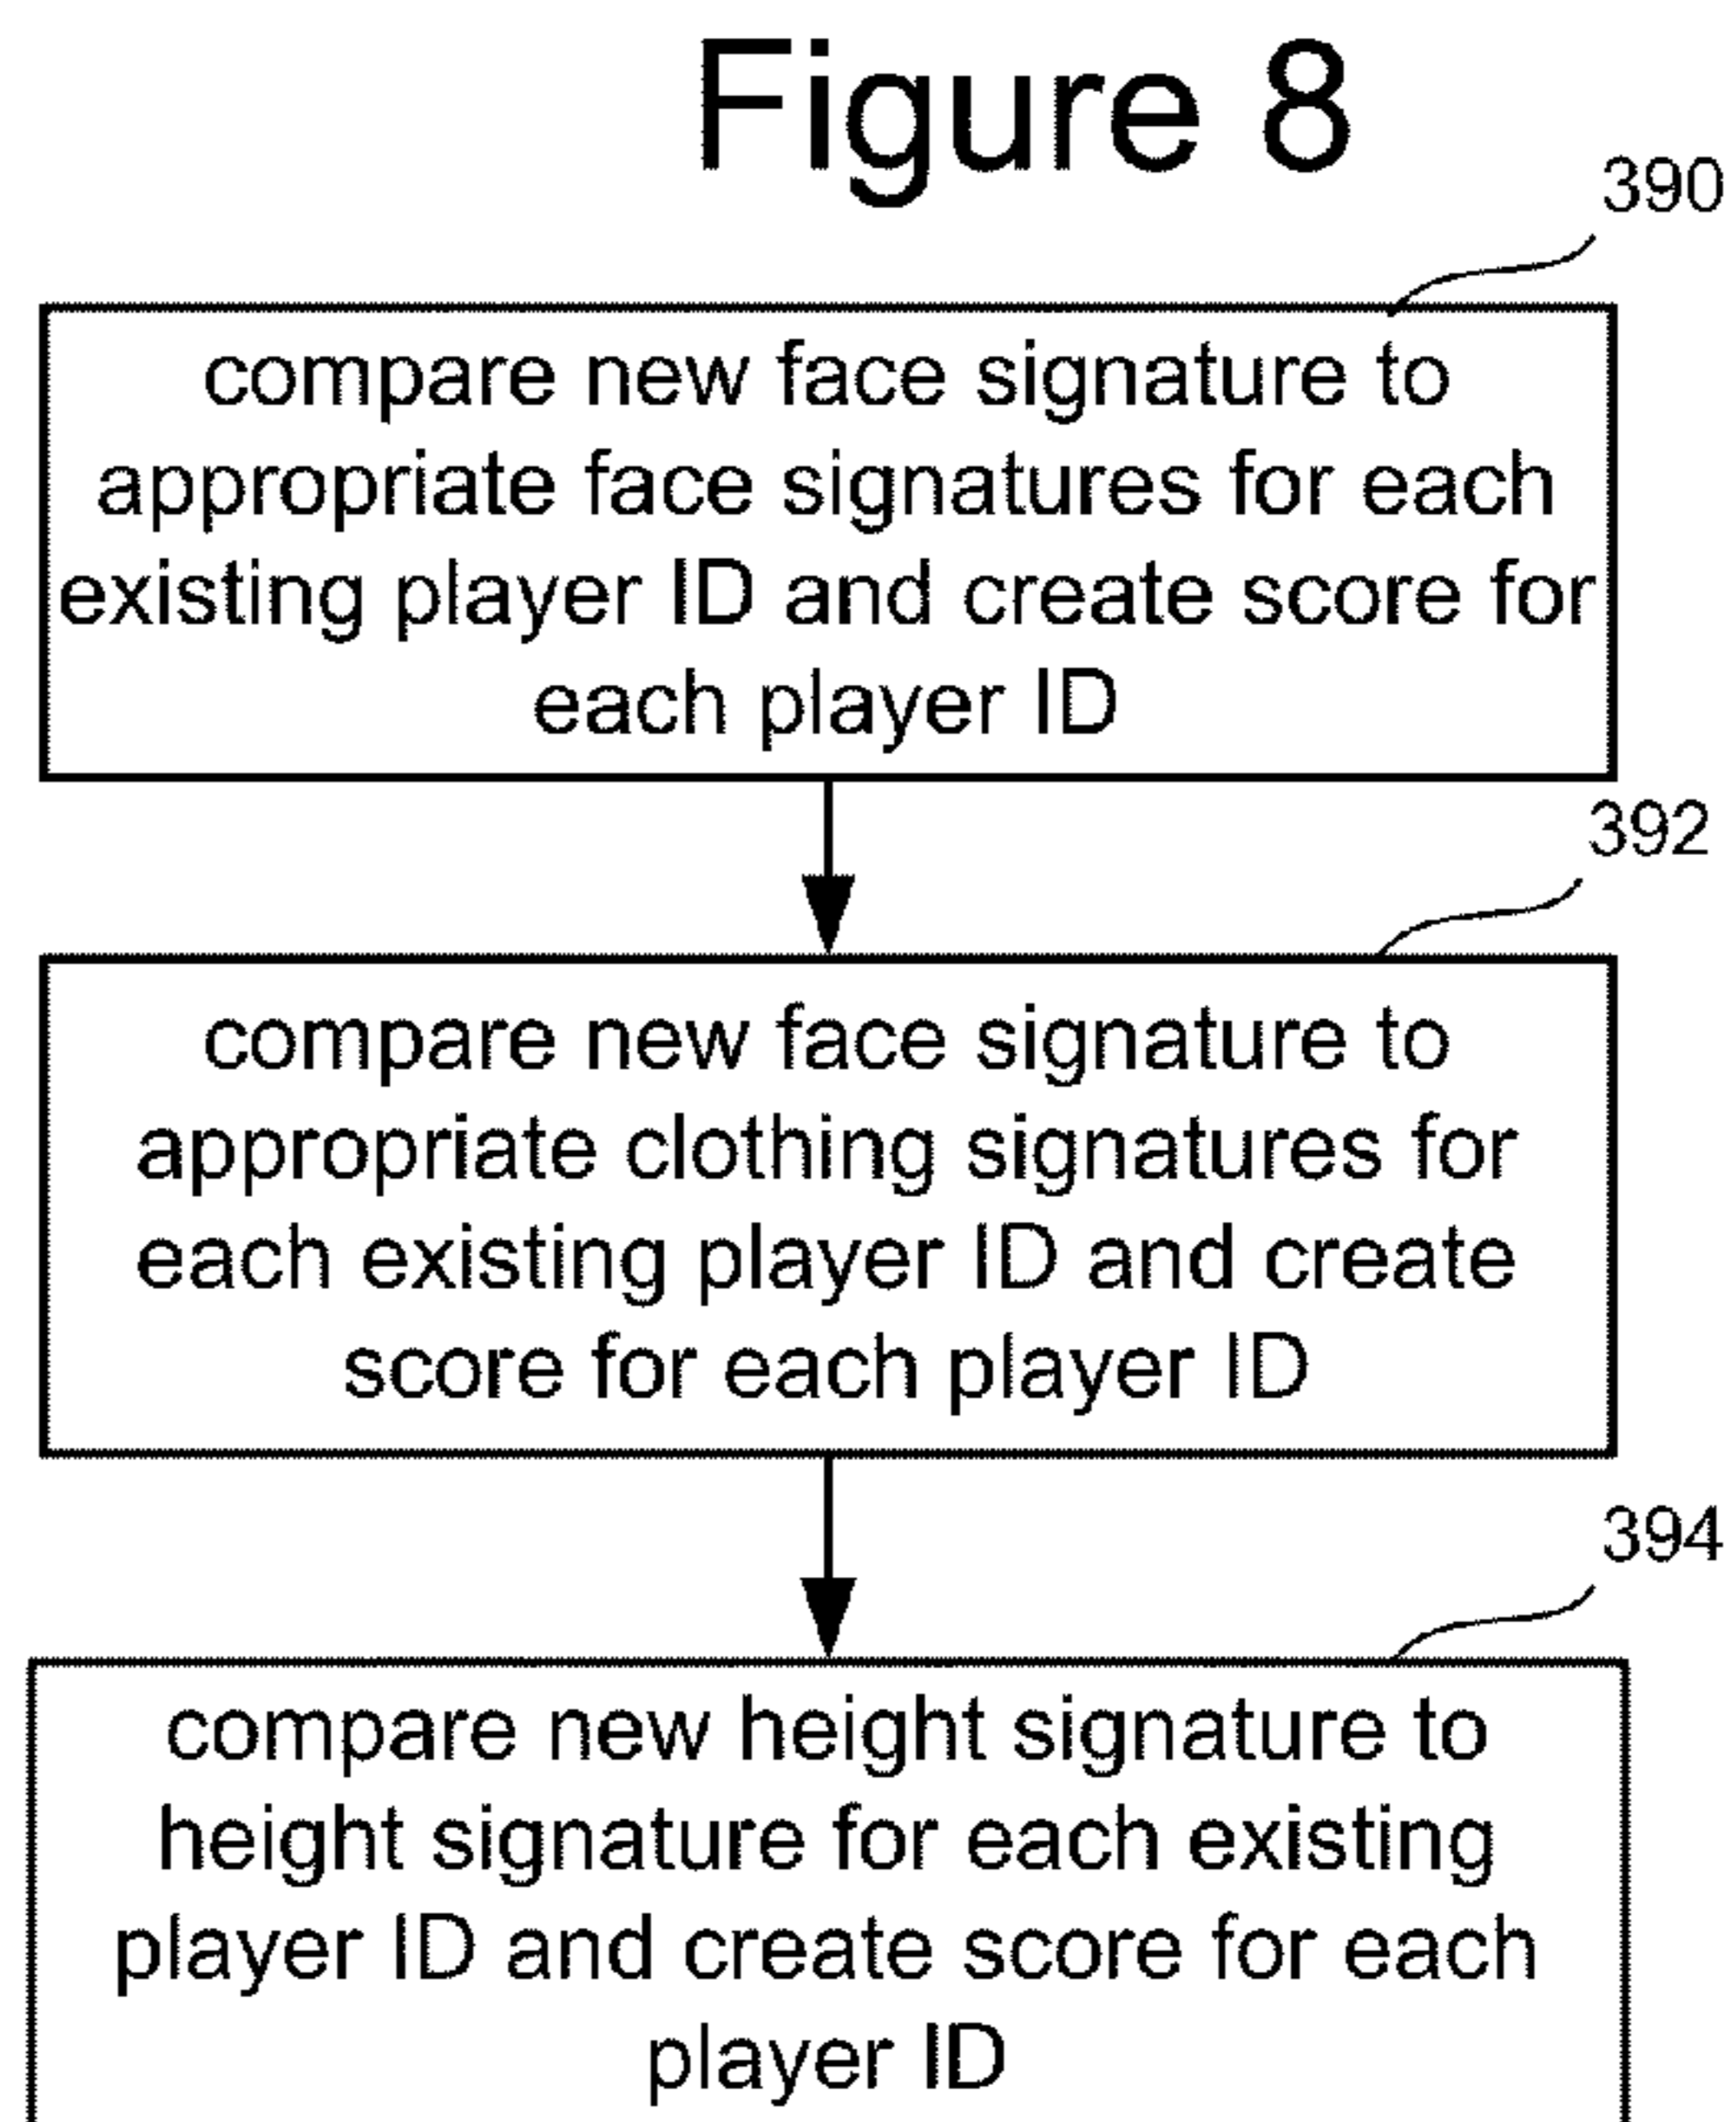 Figure 8
390
compare new face signature to
appropriate face signatures for each
existing player ID and create score for
each player ID
392
compare new face signature to
appropriate clothing signatures for
each existing player ID and create
score for each player ID
394
compare new height signature to
height signature for each existing
player ID and create score for each
player ID